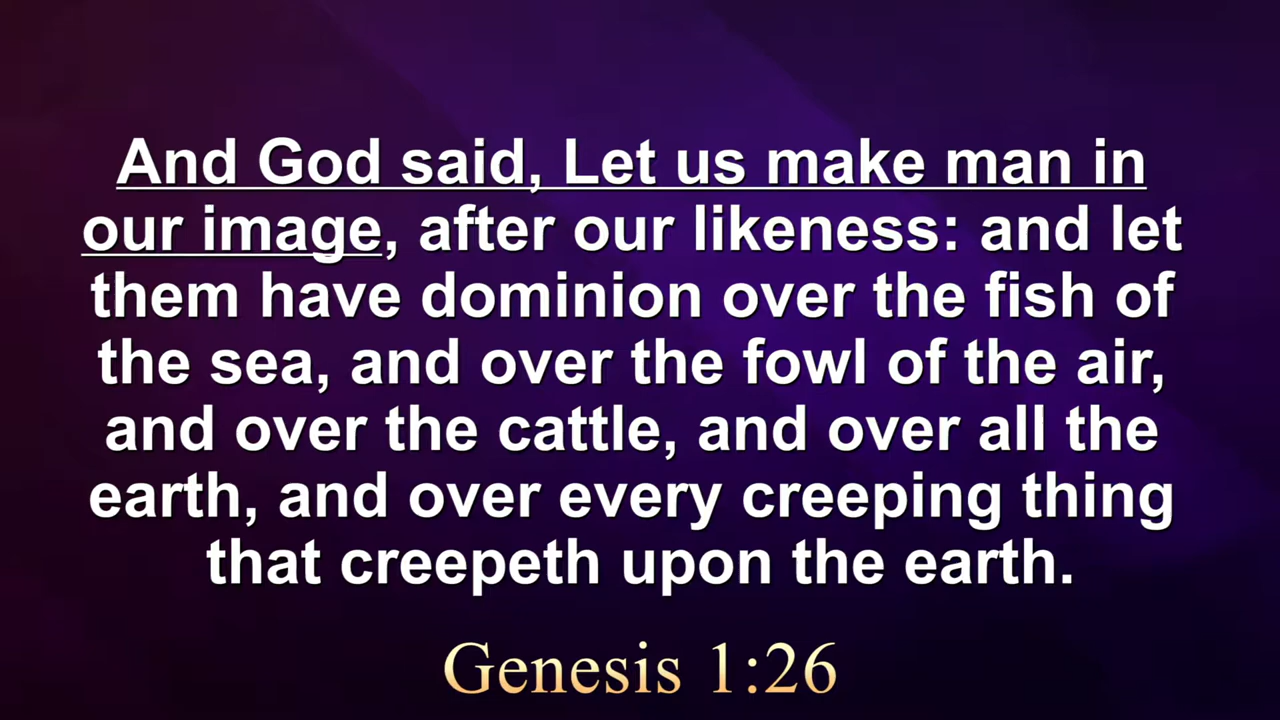 And God said, Let us make man in
our image, after our likeness: and let
them have dominion over the fish of
the sea, and over the fowl of the air,
and over the cattle, and over all the
earth, and over every creeping thing
that creepeth upon the earth.
Genesis 1:26